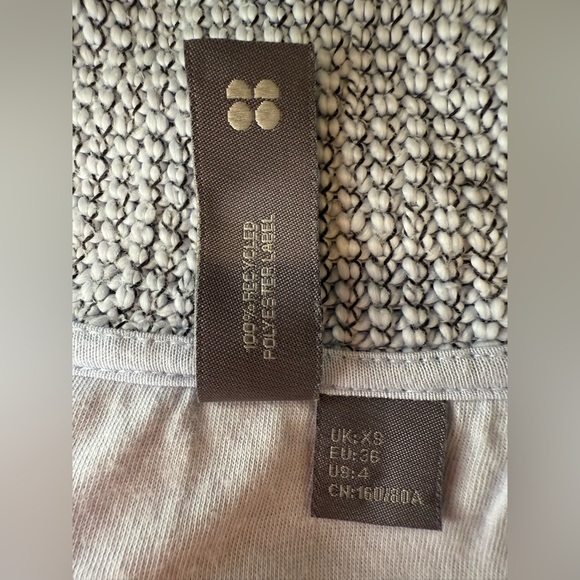 100% RECYCLED
POLYESTER LABEL
UK: XS
EU: 36
US: 4
CN: 160/80A